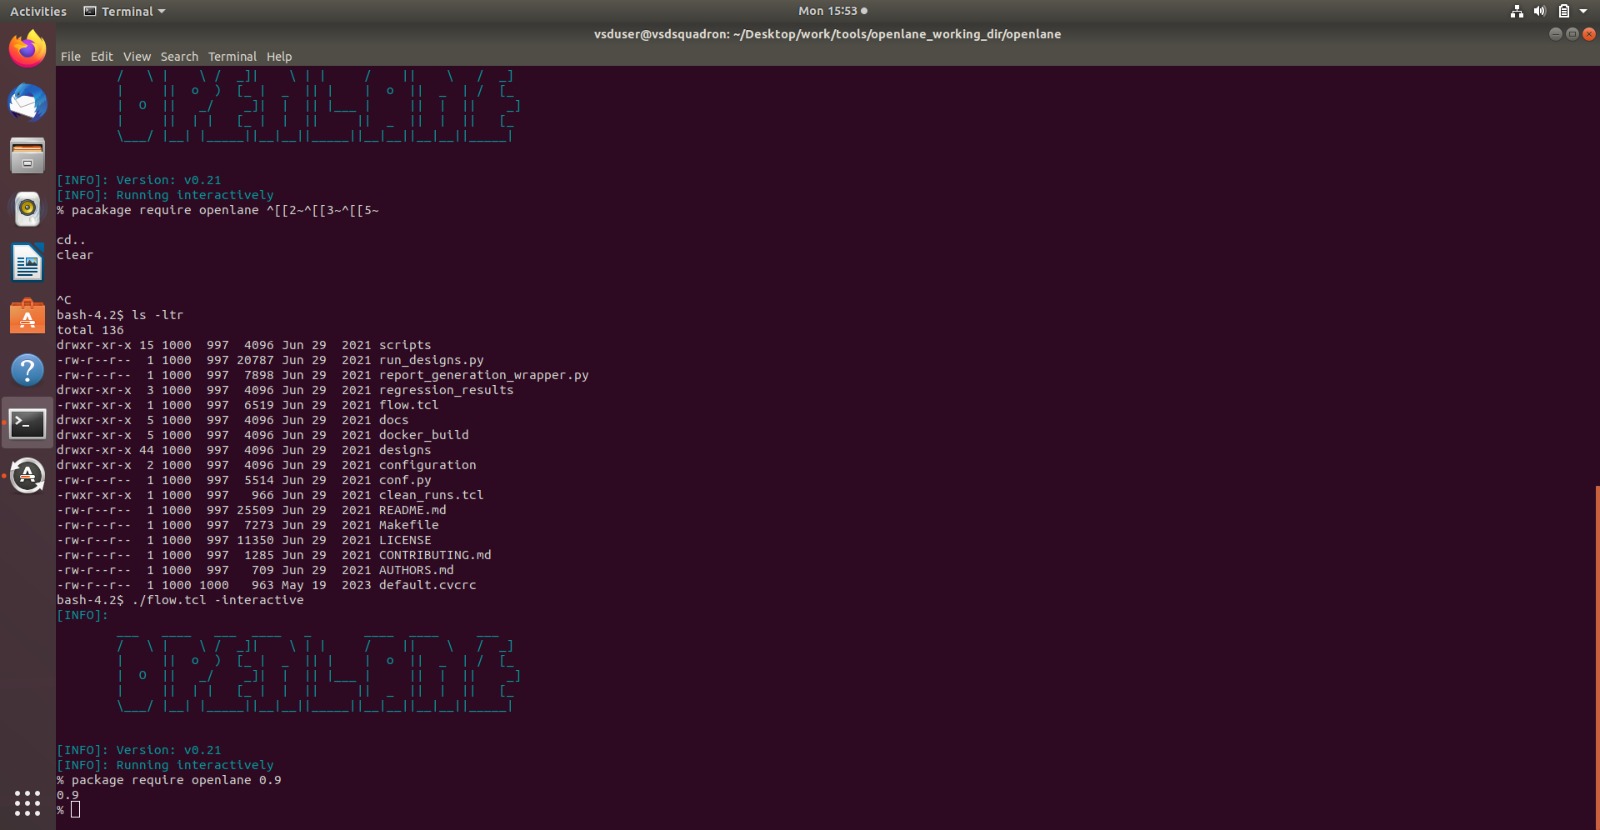 Activities Terminal Mon 15:53
vsduser@vsdsquadron: ~/Desktop/work/tools/openlane_working_dir/openlane
File Edit View Search Terminal Help
[INFO]: Version: v0.21
[INFO]: Running interactively
% pacakage require openlane ^[[2~^[[3~^[[5~
cd..
clear
^C
bash-4.2$ ls -ltr
total 136
drwxr-xr-x 15 1000  997  4096 Jun 29  2021 scripts
-rw-r--r--  1 1000  997 20787 Jun 29  2021 run_designs.py
-rw-r--r--  1 1000  997  7898 Jun 29  2021 report_generation_wrapper.py
drwxr-xr-x  3 1000  997  4096 Jun 29  2021 regression_results
-rwxr-xr-x  1 1000  997  6519 Jun 29  2021 flow.tcl
drwxr-xr-x  5 1000  997  4096 Jun 29  2021 docs
drwxr-xr-x  5 1000  997  4096 Jun 29  2021 docker_build
drwxr-xr-x 44 1000  997  4096 Jun 29  2021 designs
drwxr-xr-x  2 1000  997  4096 Jun 29  2021 configuration
-rw-r--r--  1 1000  997  5514 Jun 29  2021 conf.py
-rwxr-xr-x  1 1000  997   966 Jun 29  2021 clean_runs.tcl
-rw-r--r--  1 1000  997 25509 Jun 29  2021 README.md
-rw-r--r--  1 1000  997  7273 Jun 29  2021 Makefile
-rw-r--r--  1 1000  997 11350 Jun 29  2021 LICENSE
-rw-r--r--  1 1000  997  1285 Jun 29  2021 CONTRIBUTING.md
-rw-r--r--  1 1000  997   709 Jun 29  2021 AUTHORS.md
-rw-r--r--  1 1000 1000   963 May 19  2023 default.cvcrc
bash-4.2$ ./flow.tcl -interactive
[INFO]:
[INFO]: Version: v0.21
[INFO]: Running interactively
% package require openlane 0.9
0.9
%